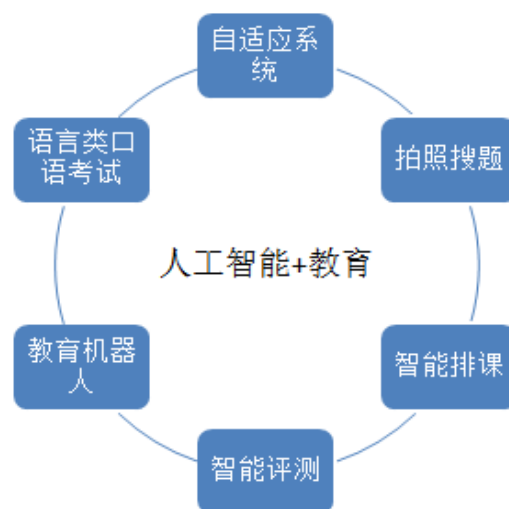 自适应系
统
拍照搜题
智能排课
智能评测
教育机器
人
语言类口
语考试
人工智能+教育